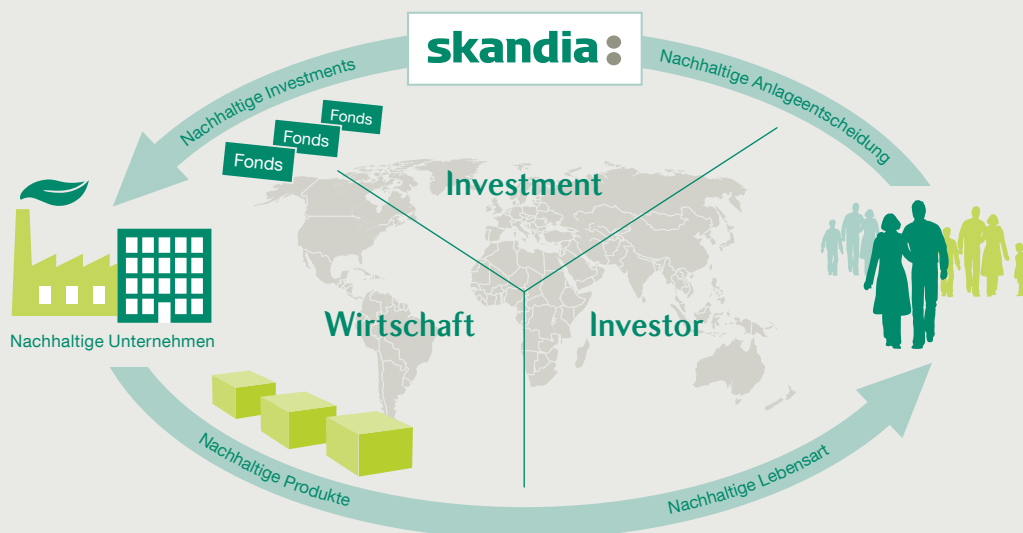 skandia:
Nachhaltige Investments
Nachhaltige Anlageentscheidung
Fonds
Fonds
Fonds
Investment
Wirtschaft
Investor
Nachhaltige Unternehmen
Nachhaltige Produkte
Nachhaltige Lebensart